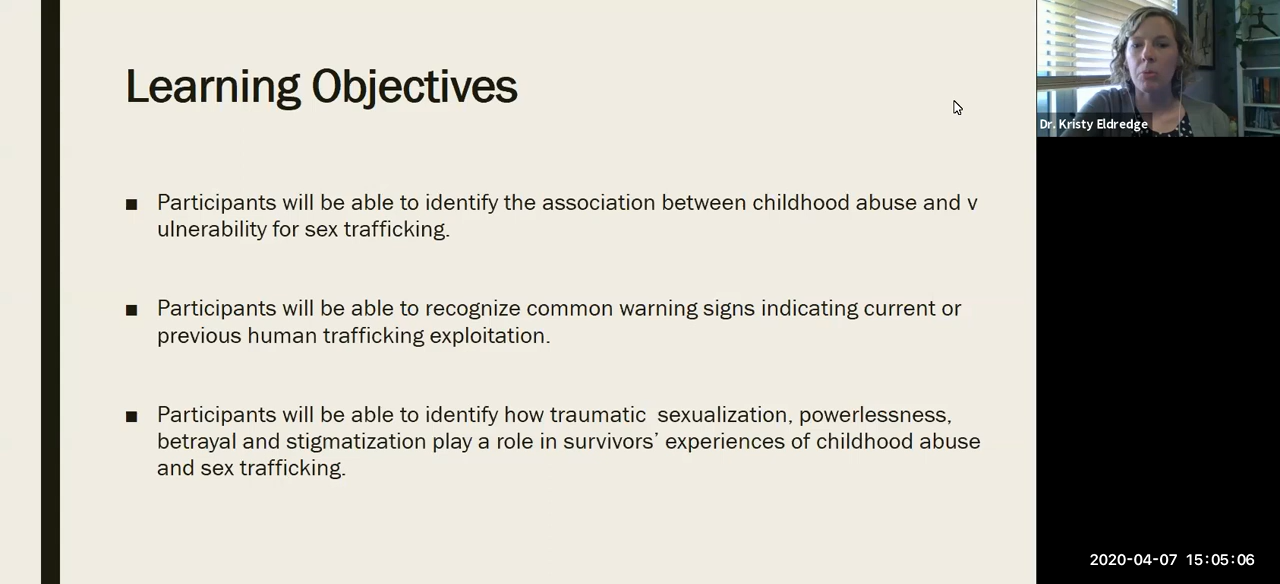 Learning Objectives
■ Participants will be able to identify the association between childhood abuse and v
ulnerability for sex trafficking.
■ Participants will be able to recognize common warning signs indicating current or
previous human trafficking exploitation.
■ Participants will be able to identify how traumatic  sexualization, powerlessness,
betrayal and stigmatization play a role in survivors’ experiences of childhood abuse
and sex trafficking.
Dr. Kristy Eldredge
2020-04-07 15:05:06